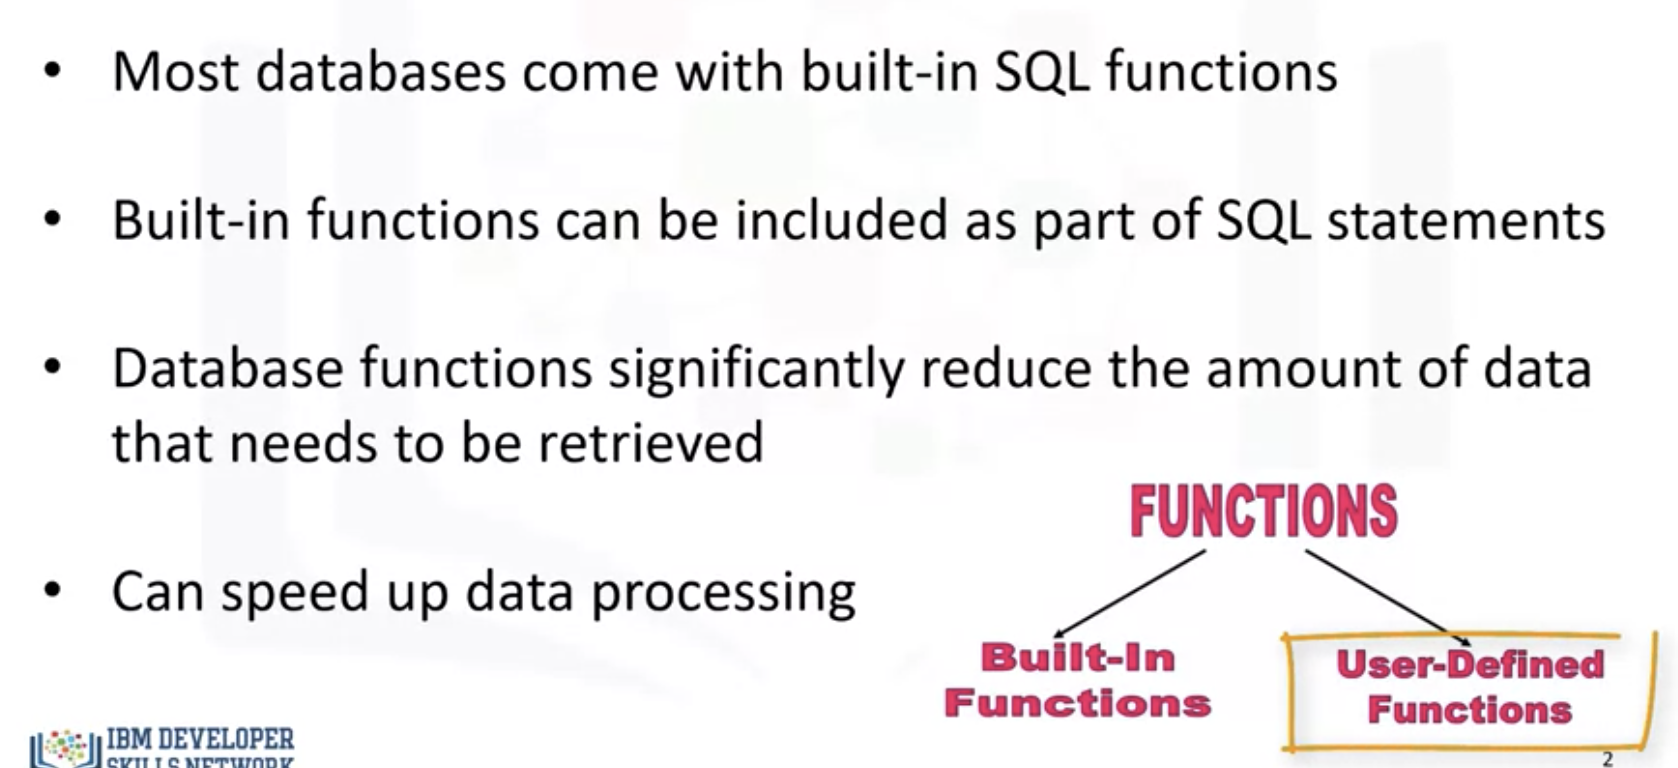 • Most databases come with built-in SQL functions
• Built-in functions can be included as part of SQL statements
• Database functions significantly reduce the amount of data
that needs to be retrieved
• Can speed up data processing
FUNCTIONS
Built-In
Functions
User-Defined
Functions
IBM DEVELOPER
SKILLS NETWORK
2